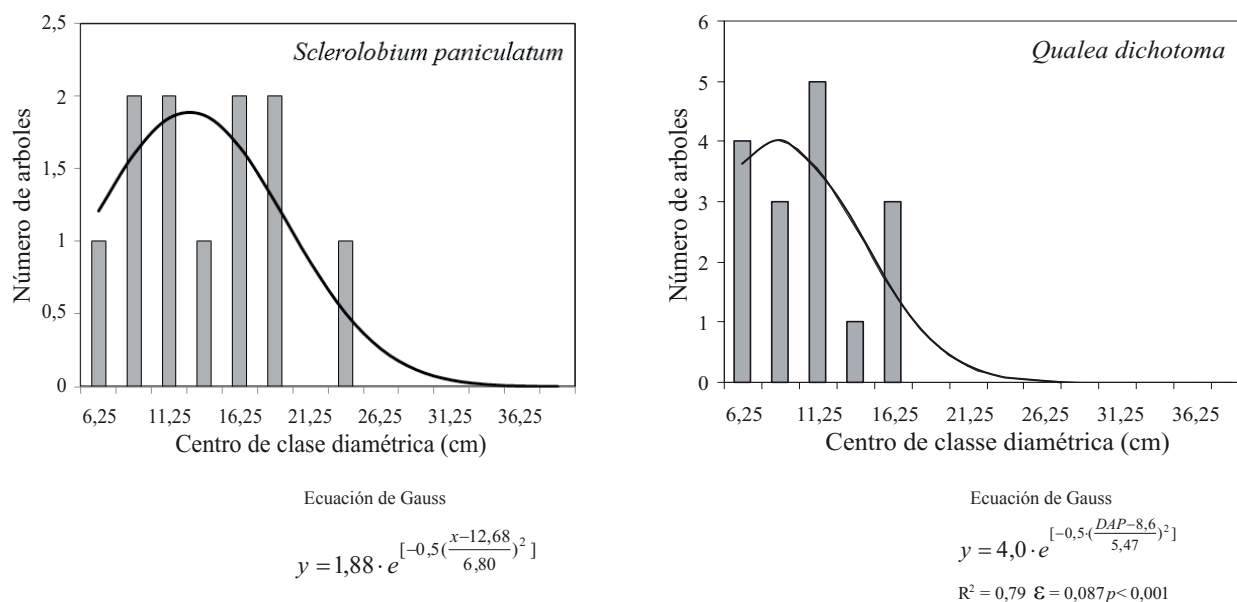 Sclerolobium paniculatum
Número de arboles
2,5
2
1,5
1
0,5
0
6,25 11,25 16,25 21,25 26,25 31,25 36,25
Centro de clase diamétrica (cm)
Ecuación de Gauss
y = 1,88 · e^[−0,5(x−12,68/6,80)^2]
Qualea dichotoma
Número de arboles
6
5
4
3
2
1
0
6,25 11,25 16,25 21,25 26,25 31,25 36,25
Centro de classe diamétrica (cm)
Ecuación de Gauss
y = 4,0 · e^[−0,5·(DAP−8,6/5,47)^2]
R² = 0,79 ε = 0,087 p< 0,001